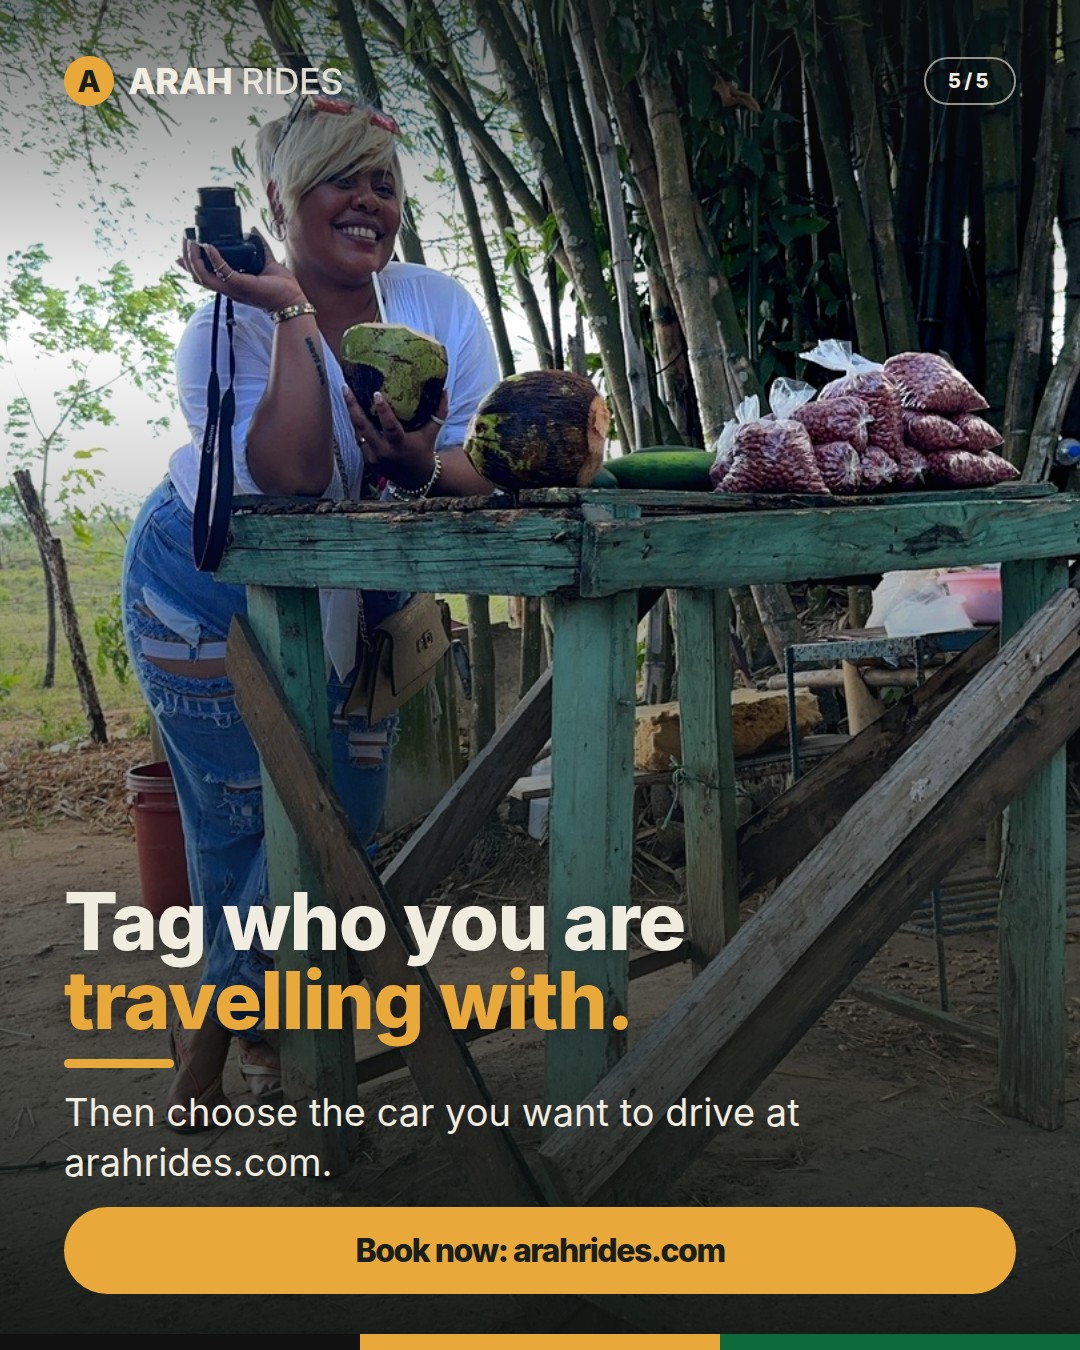 A ARAH RIDES
5/5
Canon
Tag who you are
travelling with.
Then choose the car you want to drive at
arahrides.com.
Book now: arahrides.com